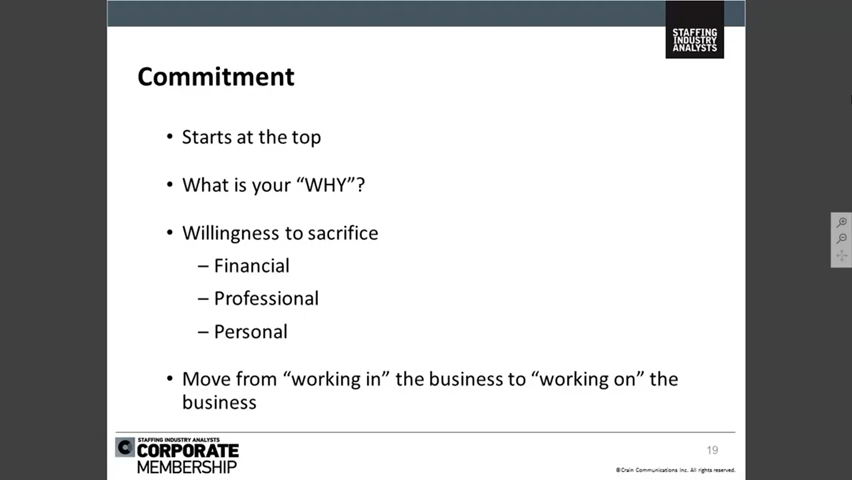 STAFFING
INDUSTRY
ANALYSTS
Commitment
• Starts at the top
• What is your “WHY”?
• Willingness to sacrifice
– Financial
– Professional
– Personal
• Move from “working in” the business to “working on” the
business
C
STAFFING INDUSTRY ANALYSTS
CORPORATE
MEMBERSHIP
19
©Crain Communications Inc. All rights reserved.